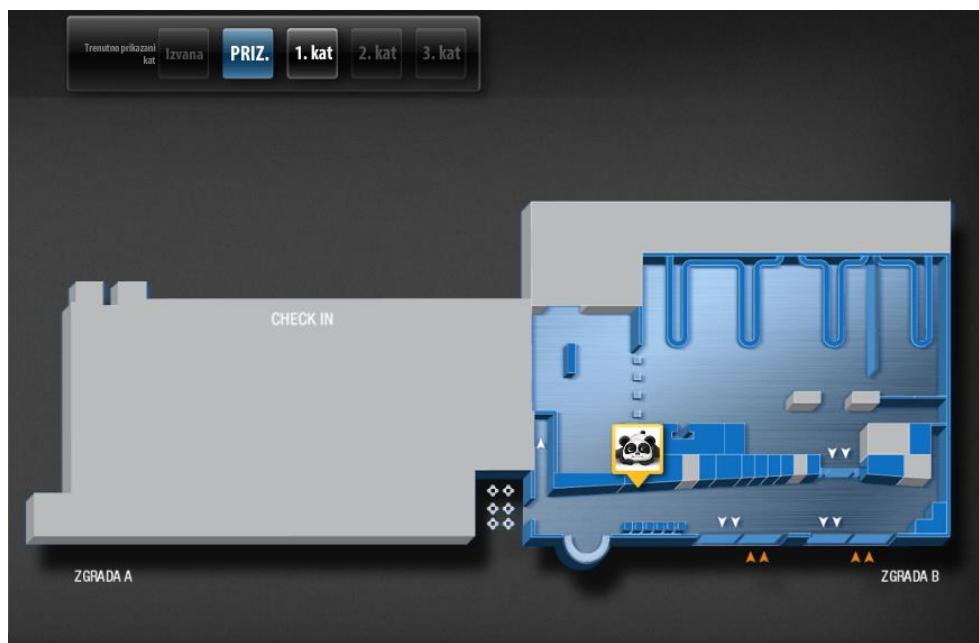 Trenutno prikazani
kat
Izvana
PRIZ.
1. kat
2. kat
3. kat
CHECK IN
ZGRADA A
ZGRADA B